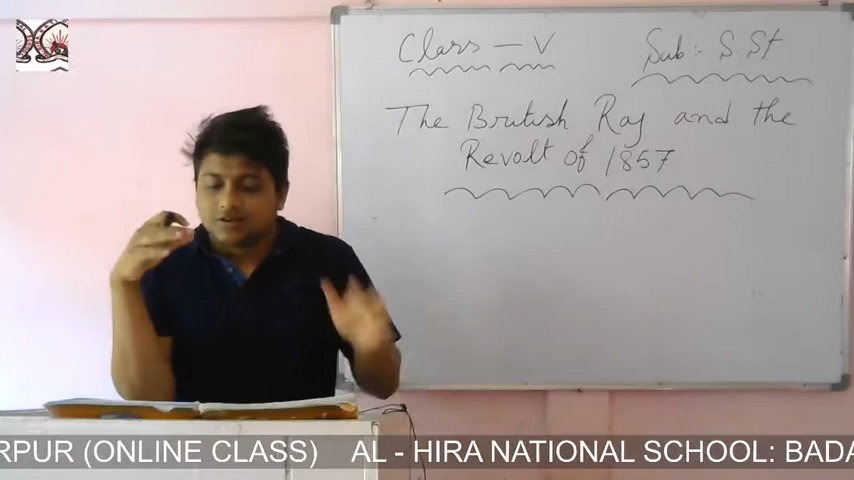 Class - V
Sub:- S.St
The British Raj and the
Revolt of 1857
RPUR (ONLINE CLASS) AL - HIRA NATIONAL SCHOOL: BADA